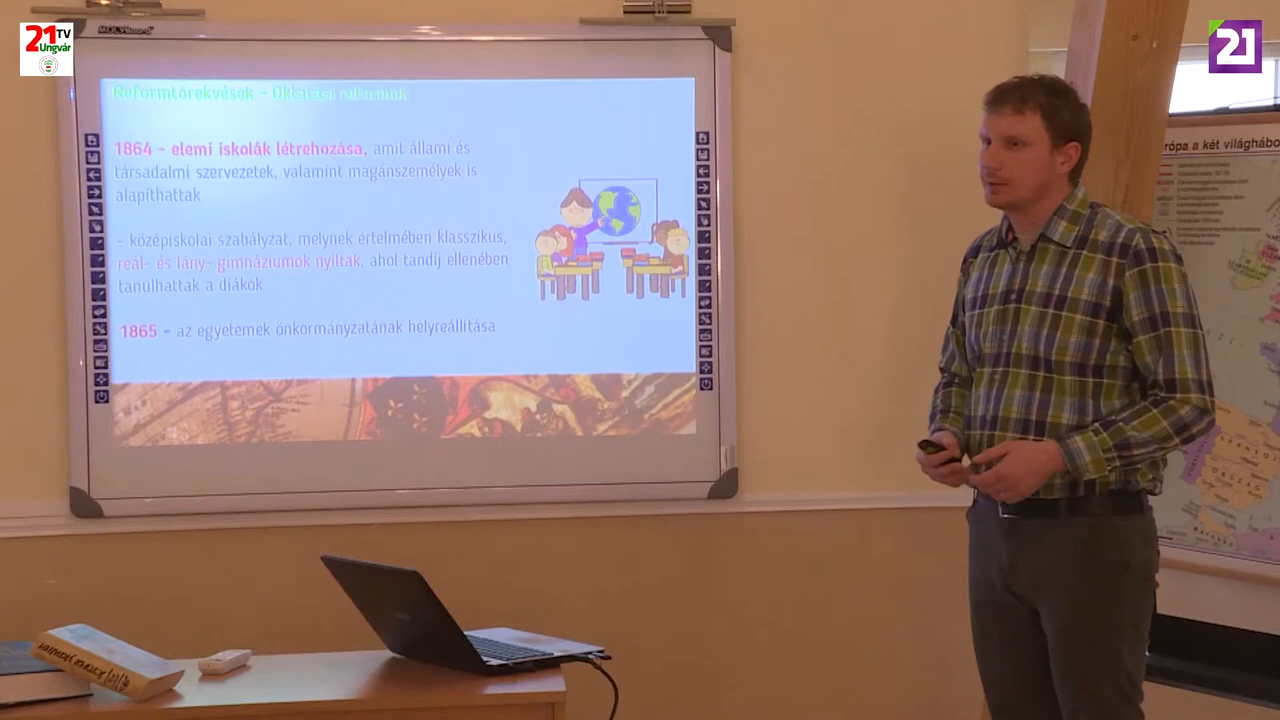 21 TV
Ungvár
21
Reformtörekvések - Oktatási reformok
1864 - elemi iskolák létrehozása, amit állami és
társadalmi szervezetek, valamint magánszemélyek is
alapíthattak
- középiskolai szabályzat, melynek értelmében klasszikus,
reál- és lány- gimnáziumok nyíltak, ahol tandíj ellenében
tanulhattak a diákok
1865 - az egyetemek önkormányzatának helyreállítása
rópa a két világhábo
SPANYOL
ORSZÁG